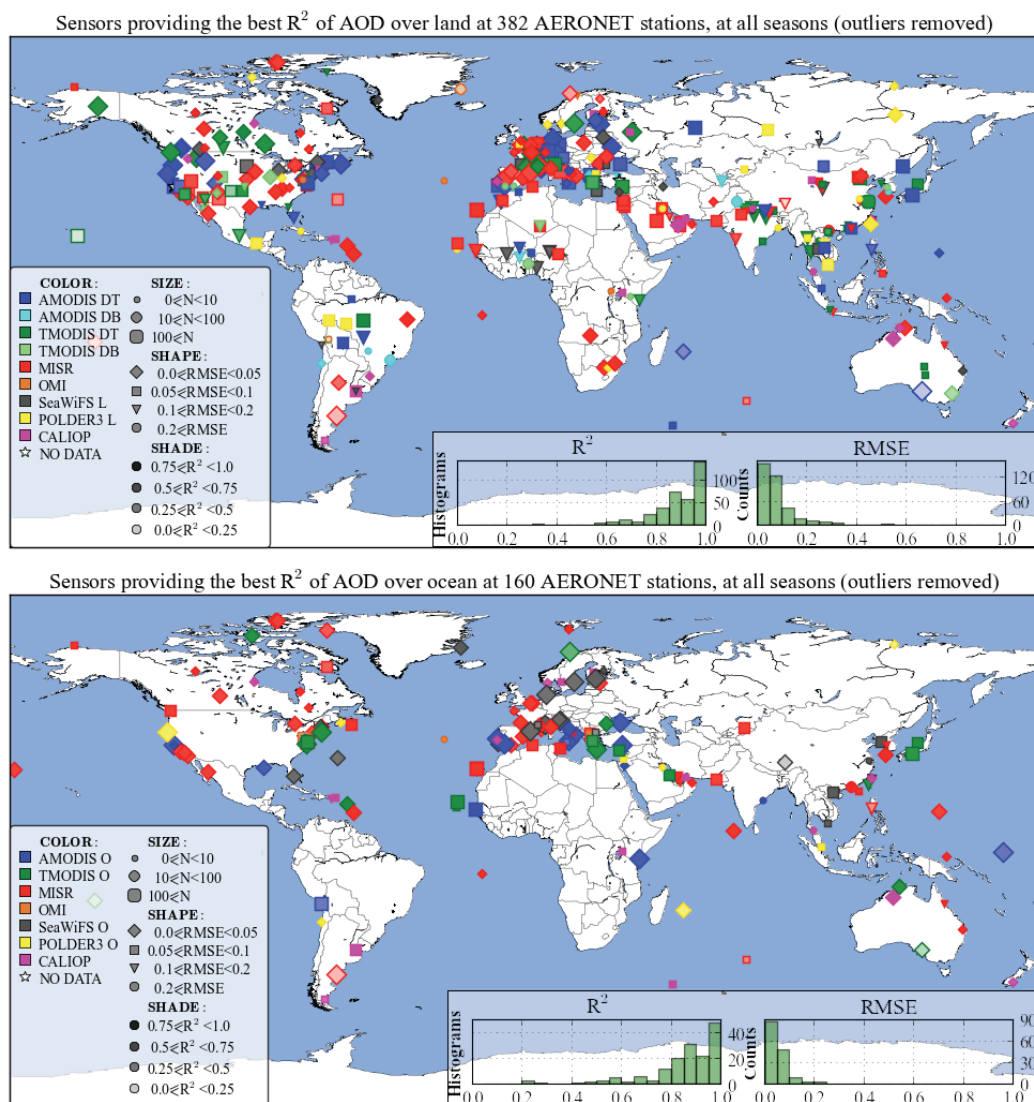 Sensors providing the best R² of AOD over land at 382 AERONET stations, at all seasons (outliers removed)
COLOR:
AMODIS DT
AMODIS DB
TMODIS DT
TMODIS DB
MISR
OMI
SeaWiFS L
POLDER3 L
CALIOP
NO DATA
SIZE:
0⩽N<10
10⩽N<100
100⩽N
SHAPE:
0.0⩽RMSE<0.05
0.05⩽RMSE<0.1
0.1⩽RMSE<0.2
0.2⩽RMSE
SHADE:
0.75⩽R² <1.0
0.5⩽R² <0.75
0.25⩽R² <0.5
0.0⩽R² <0.25
R²
Histograms
100
50
0
0.0 0.2 0.4 0.6 0.8 1.0
RMSE
Counts
120
60
0
0.0 0.2 0.4 0.6 0.8 1.0
Sensors providing the best R² of AOD over ocean at 160 AERONET stations, at all seasons (outliers removed)
COLOR:
AMODIS O
TMODIS O
MISR
OMI
SeaWiFS O
POLDER3 O
CALIOP
NO DATA
SIZE:
0⩽N<10
10⩽N<100
100⩽N
SHAPE:
0.0⩽RMSE<0.05
0.05⩽RMSE<0.1
0.1⩽RMSE<0.2
0.2⩽RMSE
SHADE:
0.75⩽R² <1.0
0.5⩽R² <0.75
0.25⩽R² <0.5
0.0⩽R² <0.25
R²
Histograms
40
20
0
0.0 0.2 0.4 0.6 0.8 1.0
RMSE
Counts
90
60
30
0
0.0 0.2 0.4 0.6 0.8 1.0